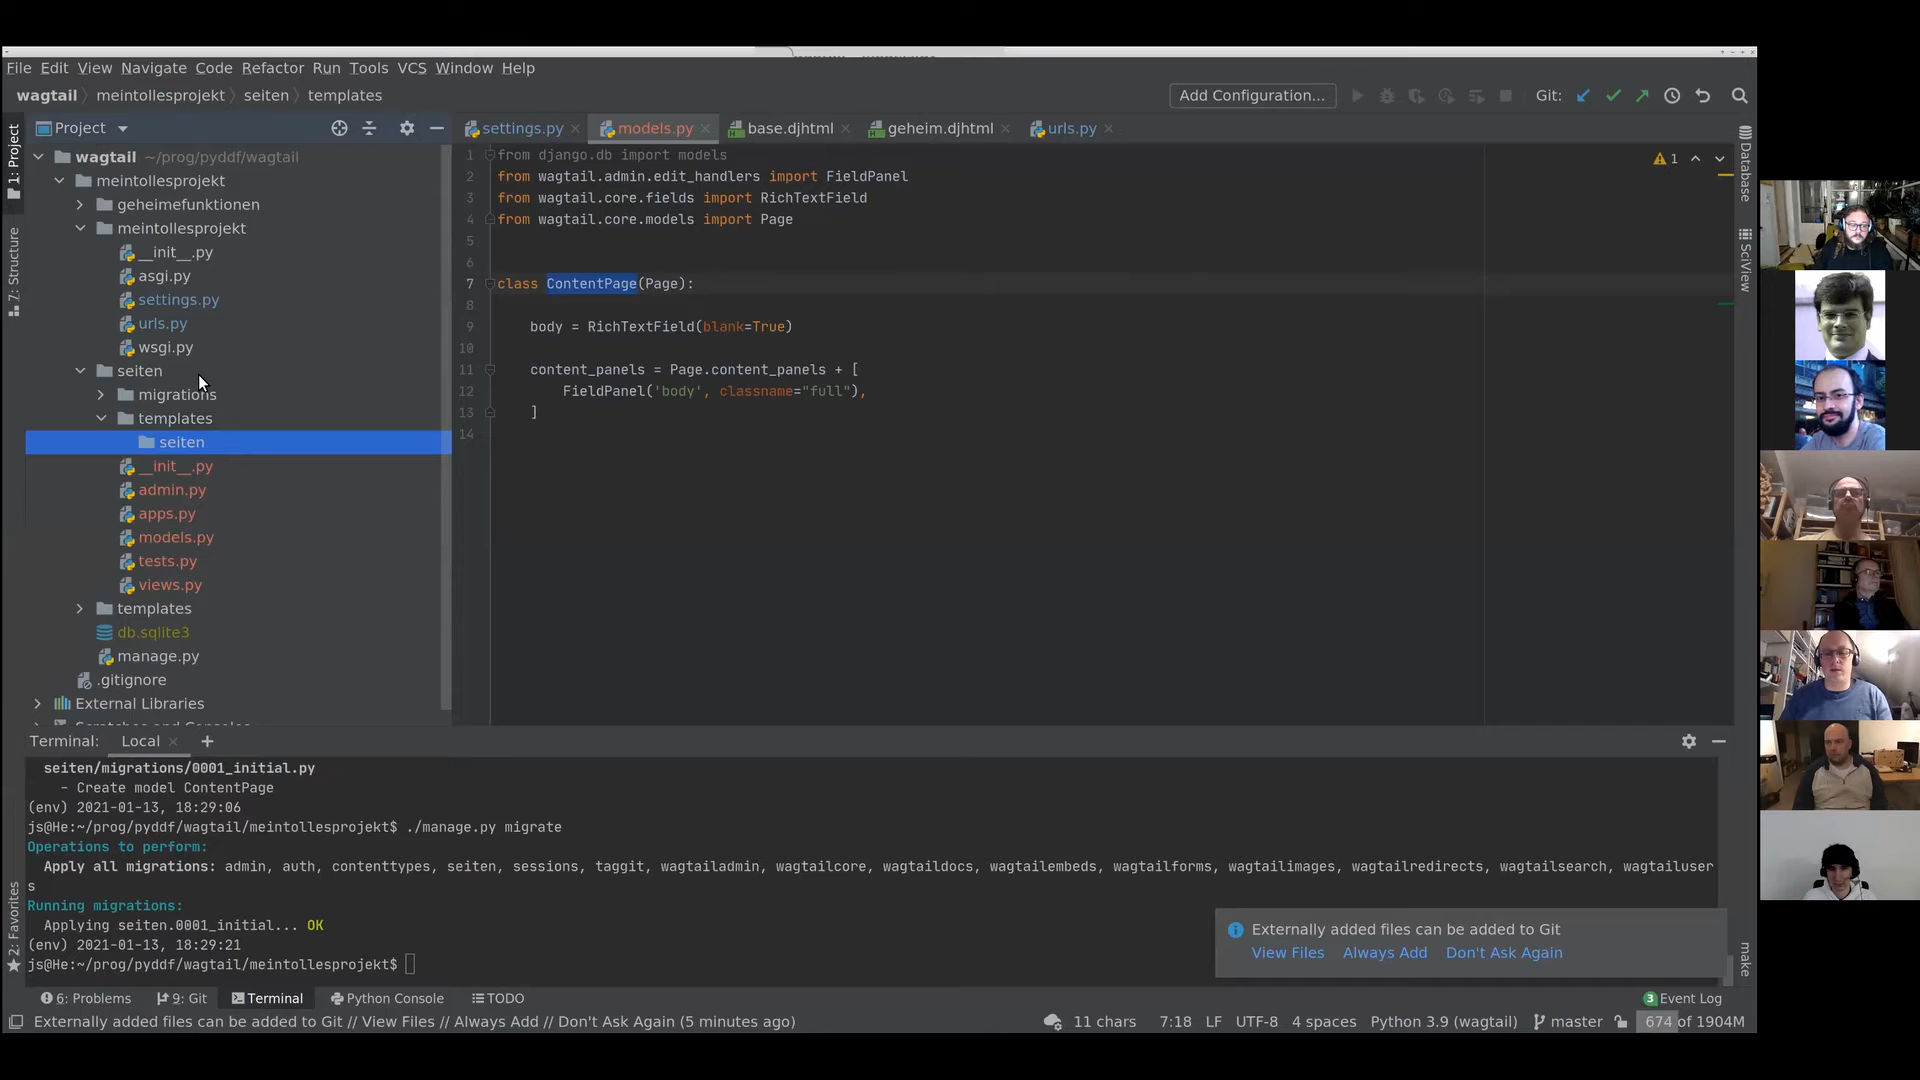 File Edit View Navigate Code Refactor Run Tools VCS Window Help
wagtail meintollesprojekt seiten templates
Add Configuration...
Git:
1: Project
7: Structure
2: Favorites
Project
settings.py
models.py
base.djhtml
geheim.djhtml
urls.py
Database
SciView
make
wagtail ~/prog/pyddf/wagtail
meintollesprojekt
geheimefunktionen
meintollesprojekt
__init__.py
asgi.py
settings.py
urls.py
wsgi.py
seiten
migrations
templates
seiten
__init__.py
admin.py
apps.py
models.py
tests.py
views.py
templates
db.sqlite3
manage.py
.gitignore
External Libraries
Scratches and Consoles
1
1 from django.db import models
2 from wagtail.admin.edit_handlers import FieldPanel
3 from wagtail.core.fields import RichTextField
4 from wagtail.core.models import Page
5
6
7 class ContentPage(Page):
8
9 body = RichTextField(blank=True)
10
11 content_panels = Page.content_panels + [
12 FieldPanel('body', classname="full"),
13 ]
14
Terminal: Local
seiten/migrations/0001_initial.py
- Create model ContentPage
(env) 2021-01-13, 18:29:06
js@He:~/prog/pyddf/wagtail/meintollesprojekt$ ./manage.py migrate
Operations to perform:
Apply all migrations: admin, auth, contenttypes, seiten, sessions, taggit, wagtailadmin, wagtailcore, wagtaildocs, wagtailembeds, wagtailforms, wagtailimages, wagtailredirects, wagtailsearch, wagtailuser
s
Running migrations:
Applying seiten.0001_initial... OK
(env) 2021-01-13, 18:29:21
js@He:~/prog/pyddf/wagtail/meintollesprojekt$
Externally added files can be added to Git
View Files Always Add Don't Ask Again
6: Problems 9: Git Terminal Python Console TODO
3 Event Log
Externally added files can be added to Git // View Files // Always Add // Don't Ask Again (5 minutes ago)
11 chars 7:18 LF UTF-8 4 spaces Python 3.9 (wagtail) master 674 of 1904M